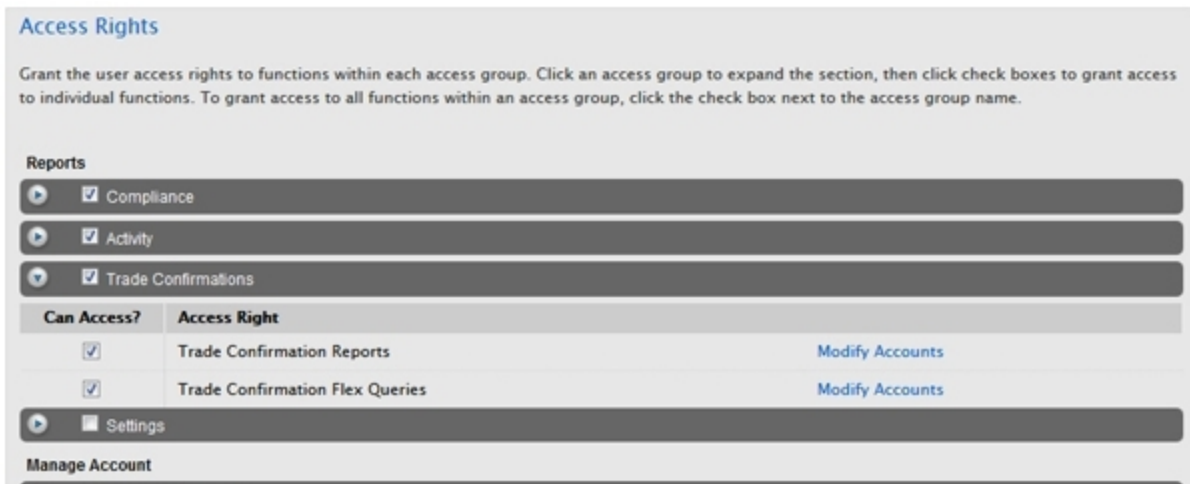 Access Rights
Grant the user access rights to functions within each access group. Click an access group to expand the section, then click check boxes to grant access
to individual functions. To grant access to all functions within an access group, click the check box next to the access group name.
Reports
Compliance
Activity
Trade Confirmations
Can Access? Access Right
Trade Confirmation Reports Modify Accounts
Trade Confirmation Flex Queries Modify Accounts
Settings
Manage Account